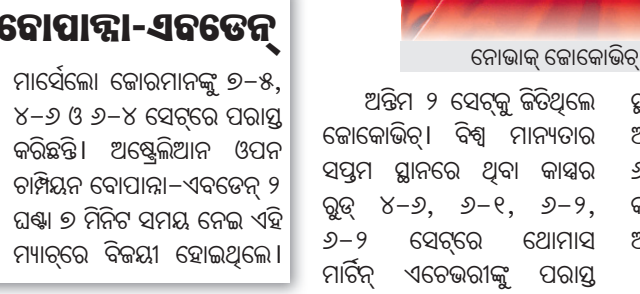 ବୋପାନ୍ନା-ଏବଡେନ୍
ମାର୍ସେଲୋ ଜୋରମାନଙ୍କୁ ୭–୫,
୪–୬ ଓ ୬–୪ ସେଟ୍‌ରେ ପରାସ୍ତ
କରିଛନ୍ତି। ଅଷ୍ଟ୍ରେଲିଆନ ଓପନ
ଚାମ୍ପିୟନ ବୋପାନ୍ନା–ଏବଡେନ୍ ୨
ଘଣ୍ଟା ୭ ମିନିଟ ସମୟ ନେଇ ଏହି
ମ୍ୟାଚ୍‌ରେ ବିଜୟୀ ହୋଇଥିଲେ।
ନୋଭାକ୍ ଜୋକୋଭିଚ୍
ଅନ୍ତିମ ୨ ସେଟ୍‌କୁ ଜିତିଥିଲେ
ଜୋକୋଭିଚ୍। ବିଶ୍ୱ ମାନ୍ୟତାର
ସପ୍ତମ ସ୍ଥାନରେ ଥିବା କାସ୍ପର
ରୁଡ୍ ୪–୬, ୬–୧, ୬–୨,
୬–୨ ସେଟ୍‌ରେ ଥୋମାସ
ମାର୍ଟିନ୍ ଏଚେଭରୀଙ୍କୁ ପରାସ୍ତ